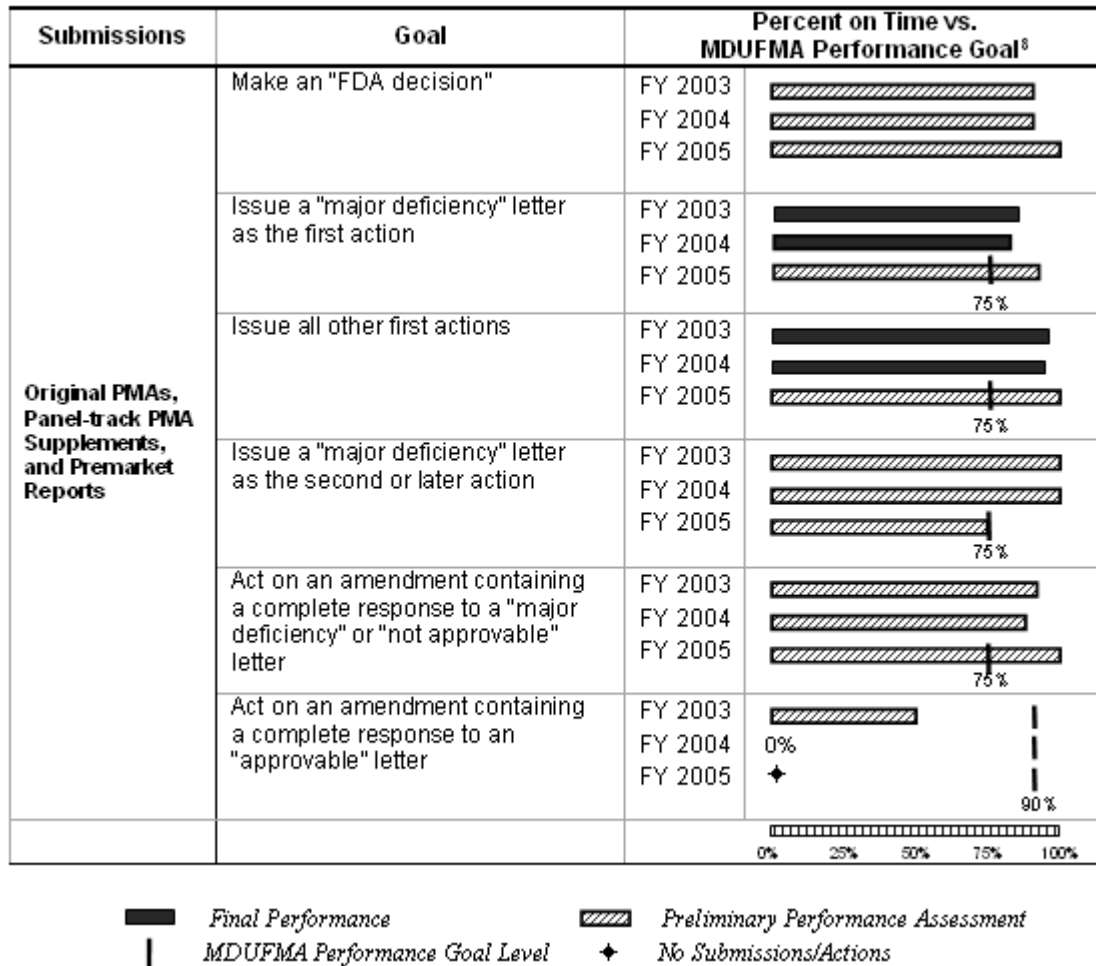 Submissions
Goal
Percent on Time vs.
MDUFMA Performance Goal⁸
Original PMAs,
Panel-track PMA
Supplements,
and Premarket
Reports
Make an "FDA decision"
FY 2003
FY 2004
FY 2005
Issue a "major deficiency" letter
as the first action
FY 2003
FY 2004
FY 2005
75%
Issue all other first actions
FY 2003
FY 2004
FY 2005
75%
Issue a "major deficiency" letter
as the second or later action
FY 2003
FY 2004
FY 2005
75%
Act on an amendment containing
a complete response to a "major
deficiency" or "not approvable"
letter
FY 2003
FY 2004
FY 2005
75%
Act on an amendment containing
a complete response to an
"approvable" letter
FY 2003
FY 2004
0%
FY 2005
90%
0% 25% 50% 75% 100%
Final Performance
Preliminary Performance Assessment
MDUFMA Performance Goal Level
No Submissions/Actions